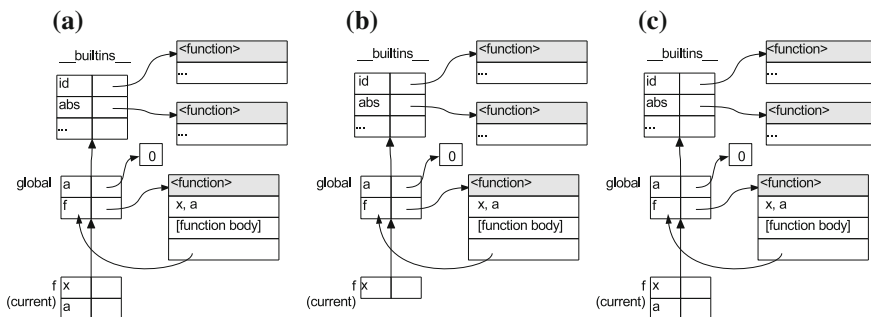 (a)
__builtins__
<function>
...
id
abs
...
<function>
...
0
global
a
f
<function>
x, a
[function body]
f
(current)
x
a
(b)
__builtins__
<function>
...
id
abs
...
<function>
...
0
global
a
f
<function>
x, a
[function body]
f
(current)
x
(c)
__builtins__
<function>
...
id
abs
...
<function>
...
0
global
a
f
<function>
x, a
[function body]
f
(current)
x
a